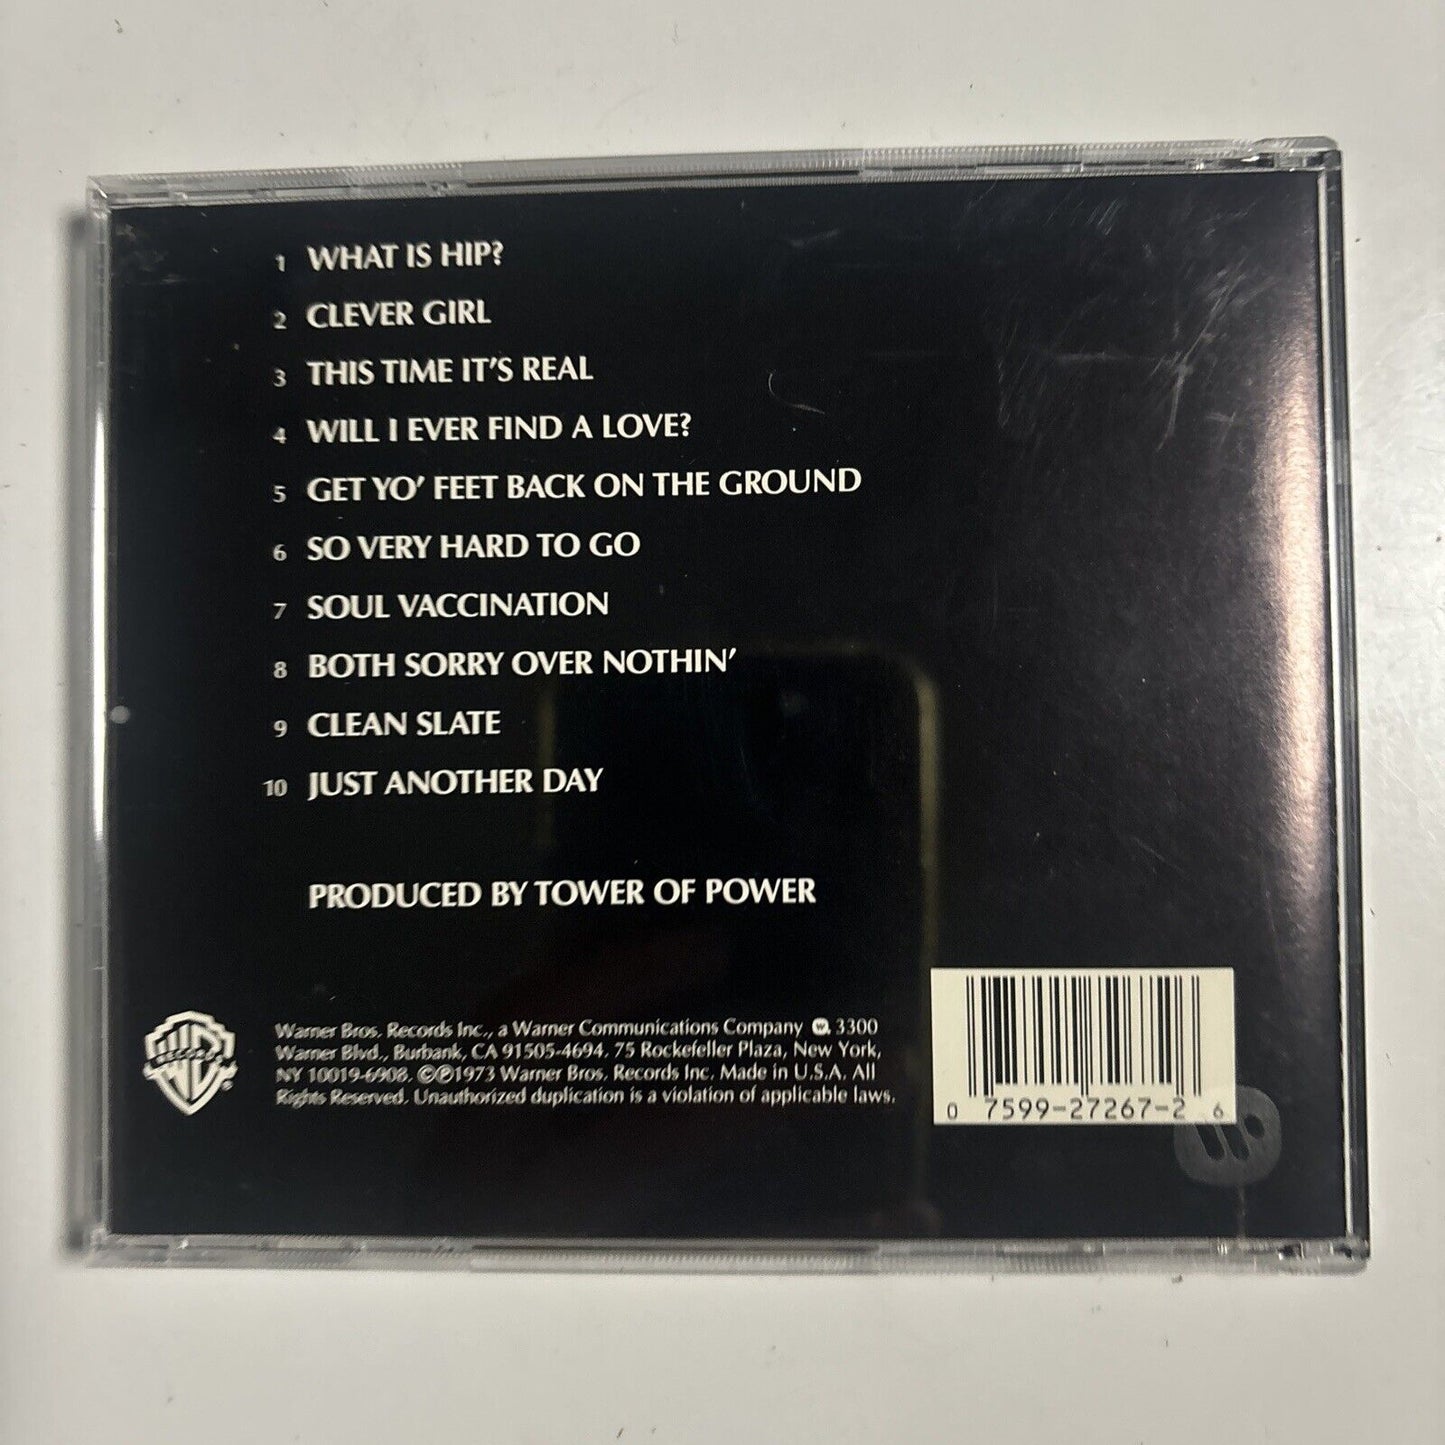 1 WHAT IS HIP?
2 CLEVER GIRL
3 THIS TIME IT'S REAL
4 WILL I EVER FIND A LOVE?
5 GET YO' FEET BACK ON THE GROUND
6 SO VERY HARD TO GO
7 SOUL VACCINATION
8 BOTH SORRY OVER NOTHIN'
9 CLEAN SLATE
10 JUST ANOTHER DAY
PRODUCED BY TOWER OF POWER
RECORDS
Warner Bros. Records Inc., a Warner Communications Company 3300
Warner Blvd., Burbank, CA 91505-4694. 75 Rockefeller Plaza, New York,
NY 10019-6908. ©℗1973 Warner Bros. Records Inc. Made in U.S.A. All
Rights Reserved. Unauthorized duplication is a violation of applicable laws.
0 7599-27267-2 6